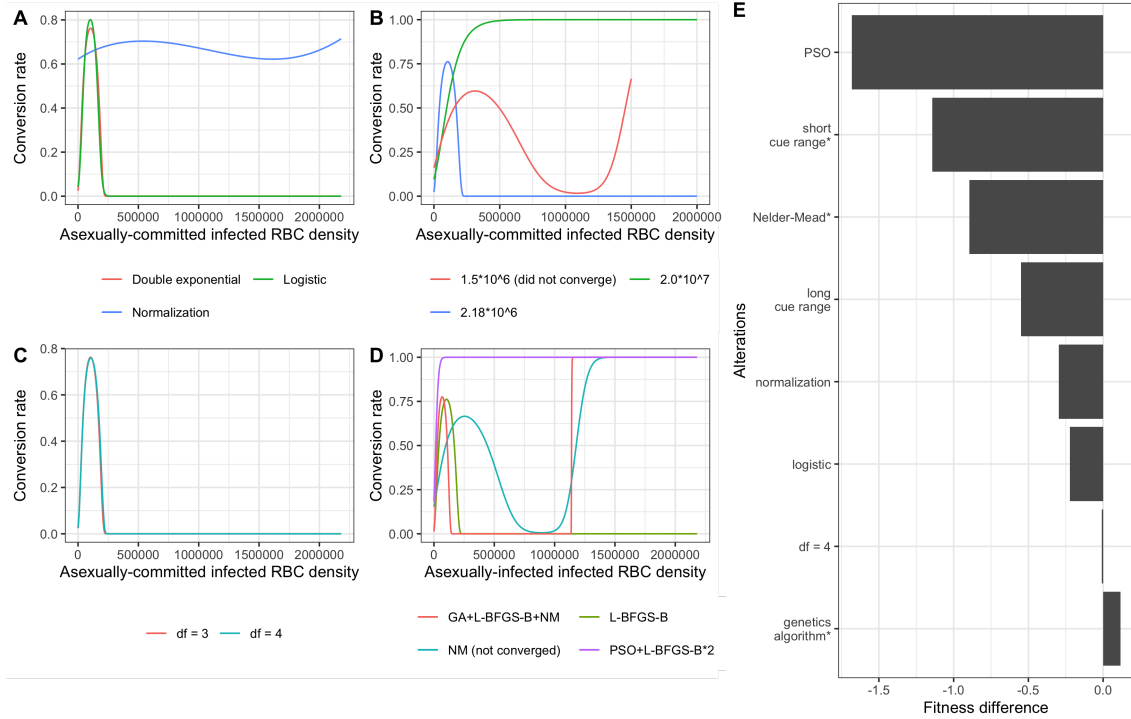 A
Conversion rate
0.8
0.6
0.4
0.2
0.0
0 500000 1000000 1500000 2000000
Asexually-committed infected RBC density
Double exponential Logistic
Normalization
B
Conversion rate
1.00
0.75
0.50
0.25
0.00
0 500000 1000000 1500000 2000000
Asexually-committed infected RBC density
1.5*10^6 (did not converge) 2.0*10^7
2.18*10^6
C
Conversion rate
0.8
0.6
0.4
0.2
0.0
0 500000 1000000 1500000 2000000
Asexually-committed infected RBC density
df = 3 df = 4
D
Conversion rate
1.00
0.75
0.50
0.25
0.00
0 500000 1000000 1500000 2000000
Asexually-infected infected RBC density
GA+L-BFGS-B+NM L-BFGS-B
NM (not converged) PSO+L-BFGS-B*2
E
Alterations
PSO
short
cue range*
Nelder-Mead*
long
cue range
normalization
logistic
df = 4
genetics
algorithm*
-1.5 -1.0 -0.5 0.0
Fitness difference